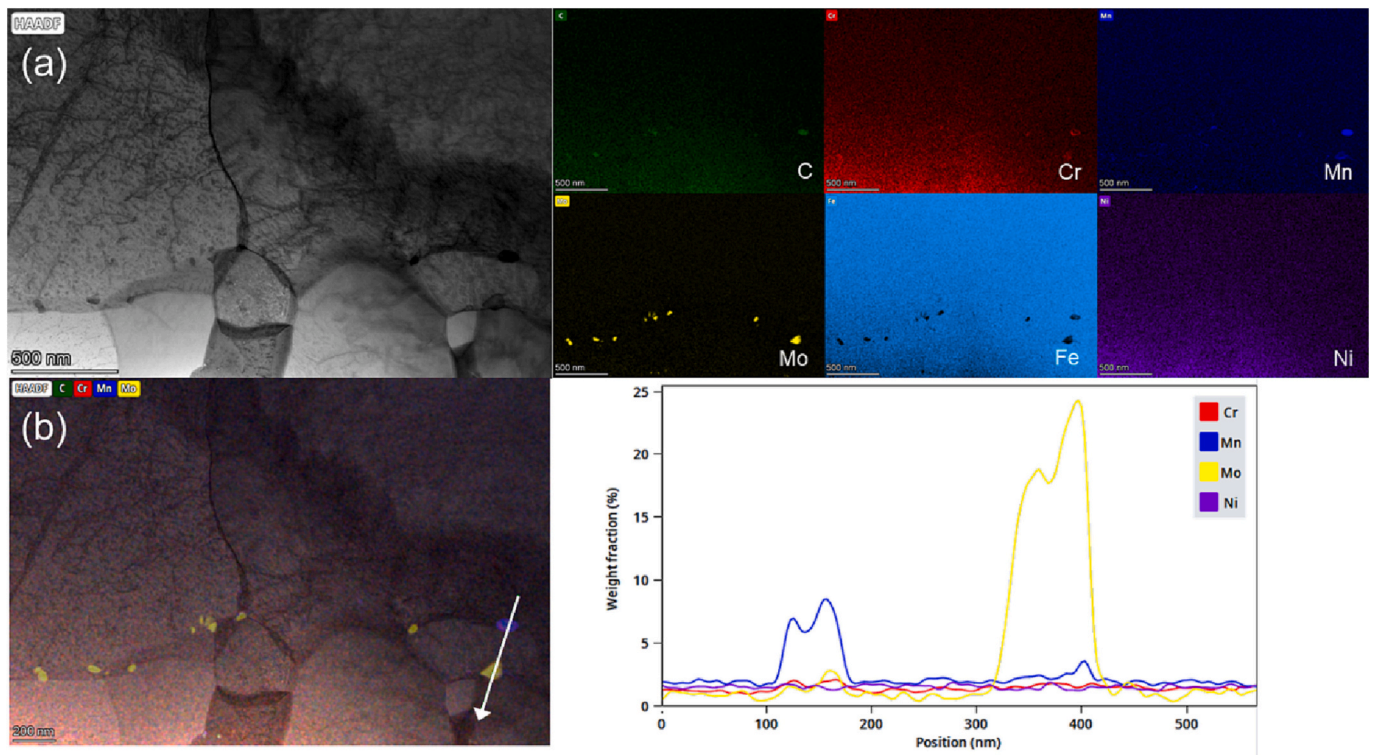 HAADF
(a)
500 nm
C
C
500 nm
Cr
Cr
500 nm
Mn
Mn
500 nm
Mo
Mo
500 nm
Fe
Fe
500 nm
Ni
Ni
500 nm
HAADF C Cr Mn Mo
(b)
200 nm
25
20
15
10
5
0
Weight fraction (%)
0 100 200 300 400 500
Position (nm)
Cr
Mn
Mo
Ni